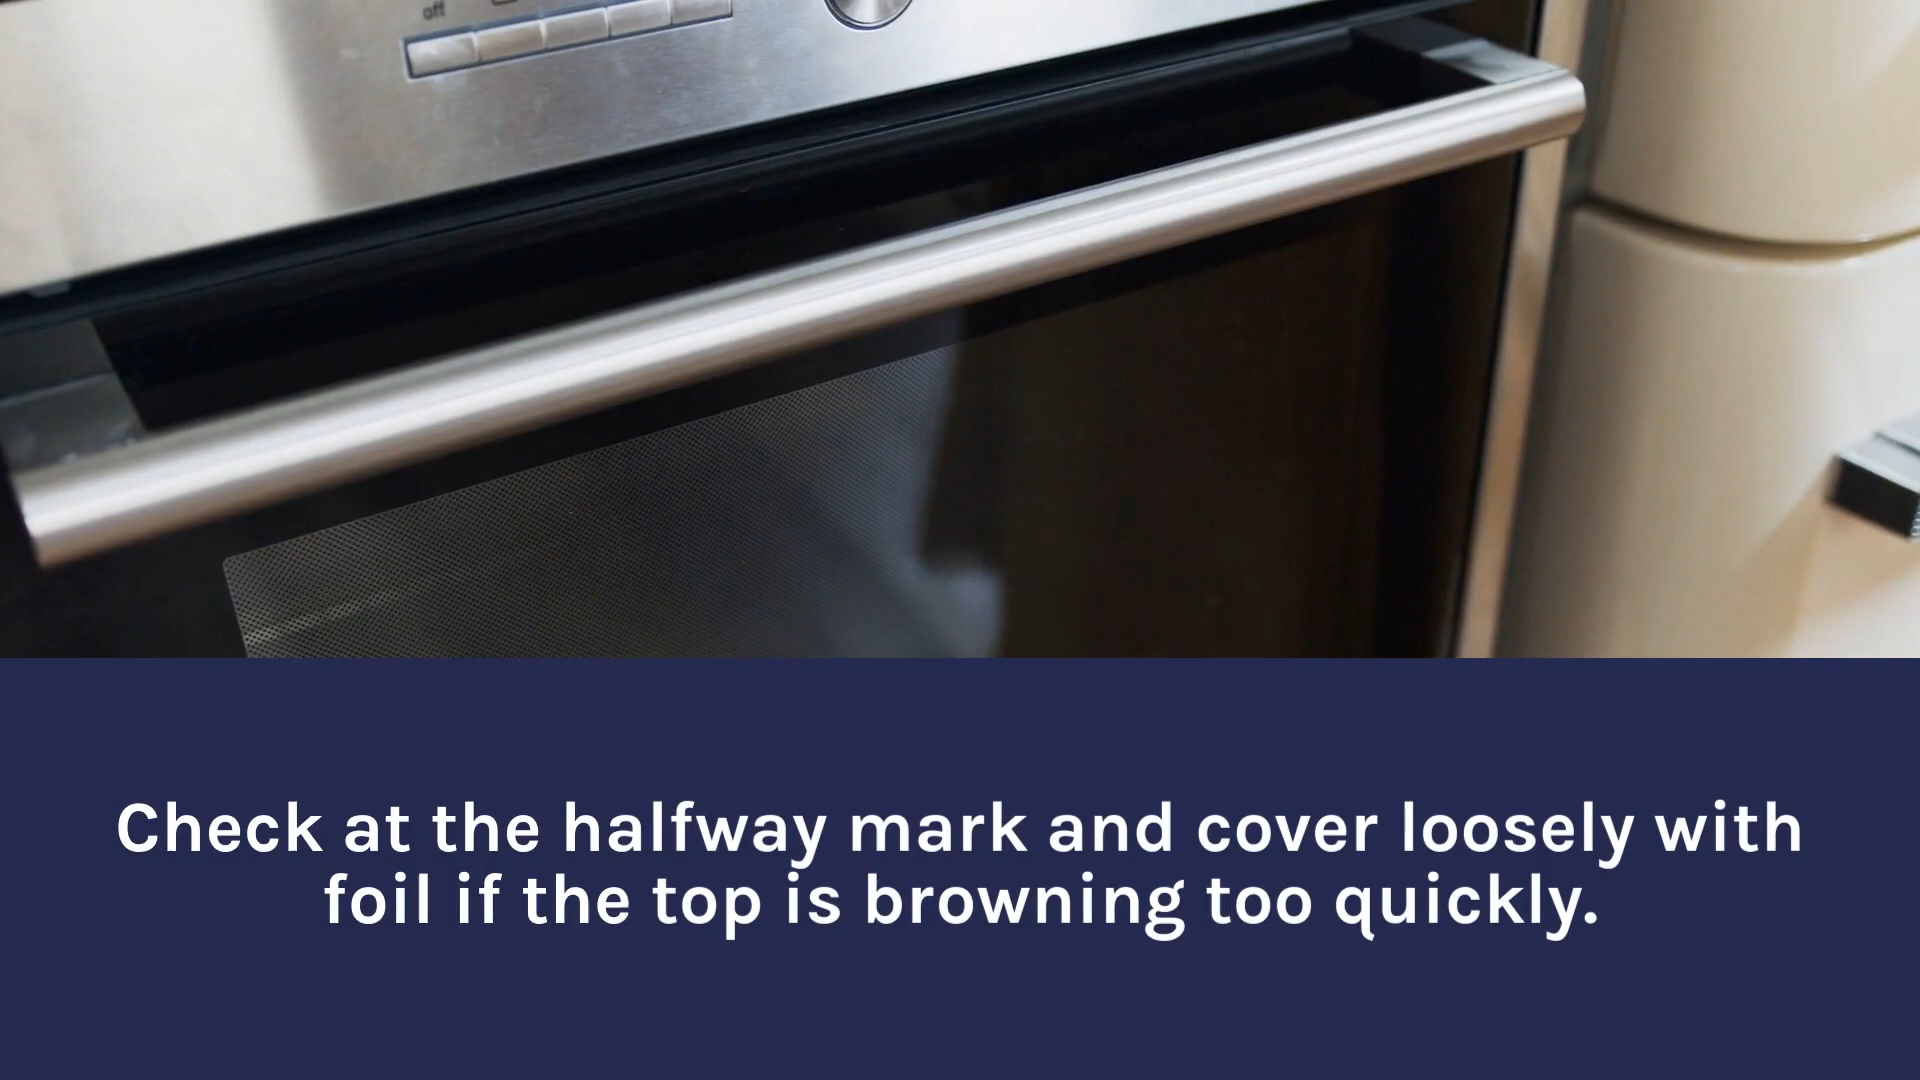 off
Check at the halfway mark and cover loosely with
foil if the top is browning too quickly.